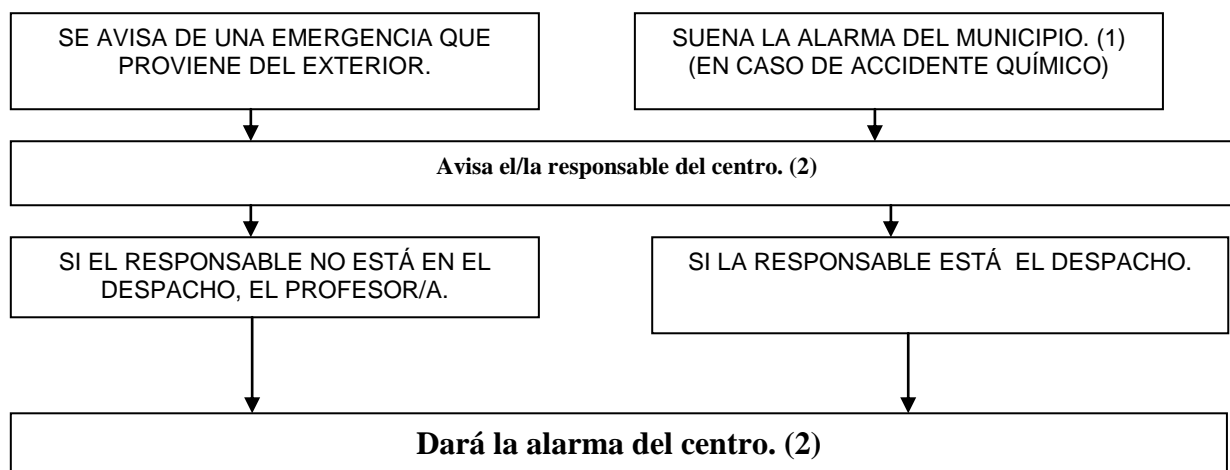 SE AVISA DE UNA EMERGENCIA QUE
PROVIENE DEL EXTERIOR.
SUENA LA ALARMA DEL MUNICIPIO. (1)
(EN CASO DE ACCIDENTE QUÍMICO)
Avisa el/la responsable del centro. (2)
SI EL RESPONSABLE NO ESTÁ EN EL
DESPACHO, EL PROFESOR/A.
SI LA RESPONSABLE ESTÁ EL DESPACHO.
Dará la alarma del centro. (2)